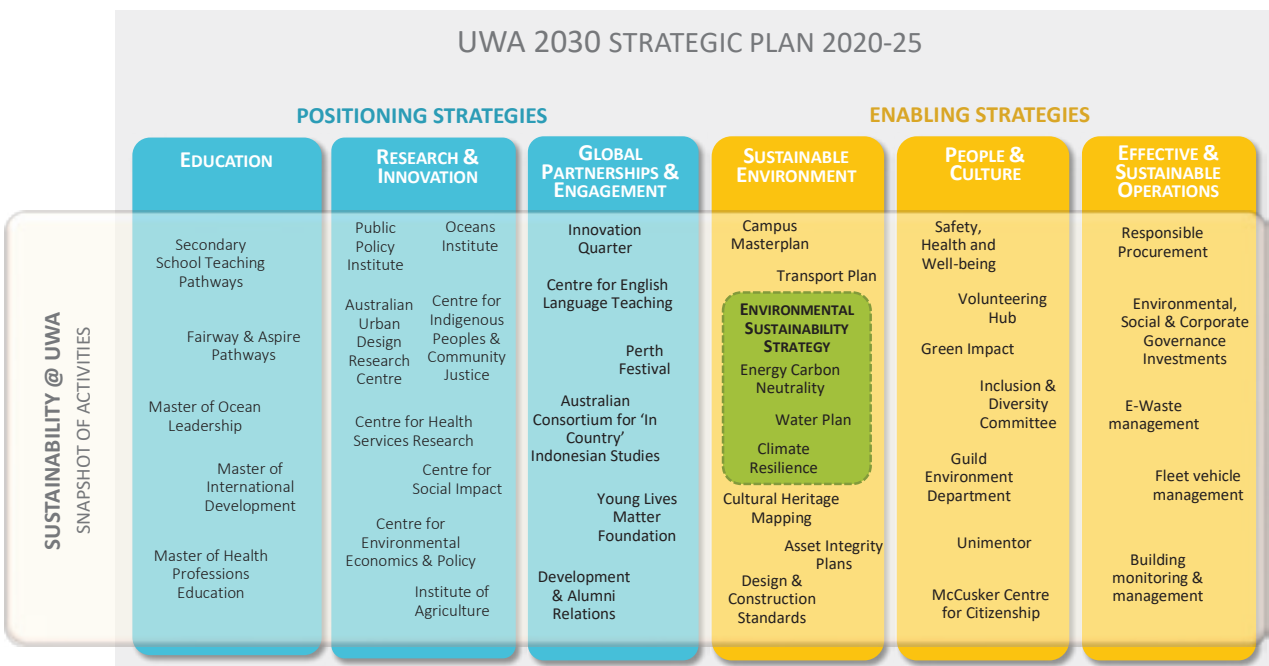 UWA 2030 STRATEGIC PLAN 2020-25
POSITIONING STRATEGIES
ENABLING STRATEGIES
EDUCATION
RESEARCH &
INNOVATION
GLOBAL
PARTNERSHIPS &
ENGAGEMENT
SUSTAINABLE
ENVIRONMENT
PEOPLE &
CULTURE
EFFECTIVE &
SUSTAINABLE
OPERATIONS
SUSTAINABILITY @ UWA
SNAPSHOT OF ACTIVITIES
Secondary
School Teaching
Pathways
Fairway & Aspire
Pathways
Master of Ocean
Leadership
Master of
International
Development
Master of Health
Professions
Education
Public
Policy
Institute
Oceans
Institute
Australian
Urban
Design
Research
Centre
Centre for
Indigenous
Peoples &
Community
Justice
Centre for Health
Services Research
Centre for
Social Impact
Centre for
Environmental
Economics & Policy
Institute of
Agriculture
Innovation
Quarter
Centre for English
Language Teaching
Perth
Festival
Australian
Consortium for ‘In
Country’
Indonesian Studies
Young Lives
Matter
Foundation
Development
& Alumni
Relations
Campus
Masterplan
Transport Plan
ENVIRONMENTAL
SUSTAINABILITY
STRATEGY
Energy Carbon
Neutrality
Water Plan
Climate
Resilience
Cultural Heritage
Mapping
Asset Integrity
Plans
Design &
Construction
Standards
Safety,
Health and
Well-being
Volunteering
Hub
Green Impact
Inclusion &
Diversity
Committee
Guild
Environment
Department
Unimentor
McCusker Centre
for Citizenship
Responsible
Procurement
Environmental,
Social & Corporate
Governance
Investments
E-Waste
management
Fleet vehicle
management
Building
monitoring &
management